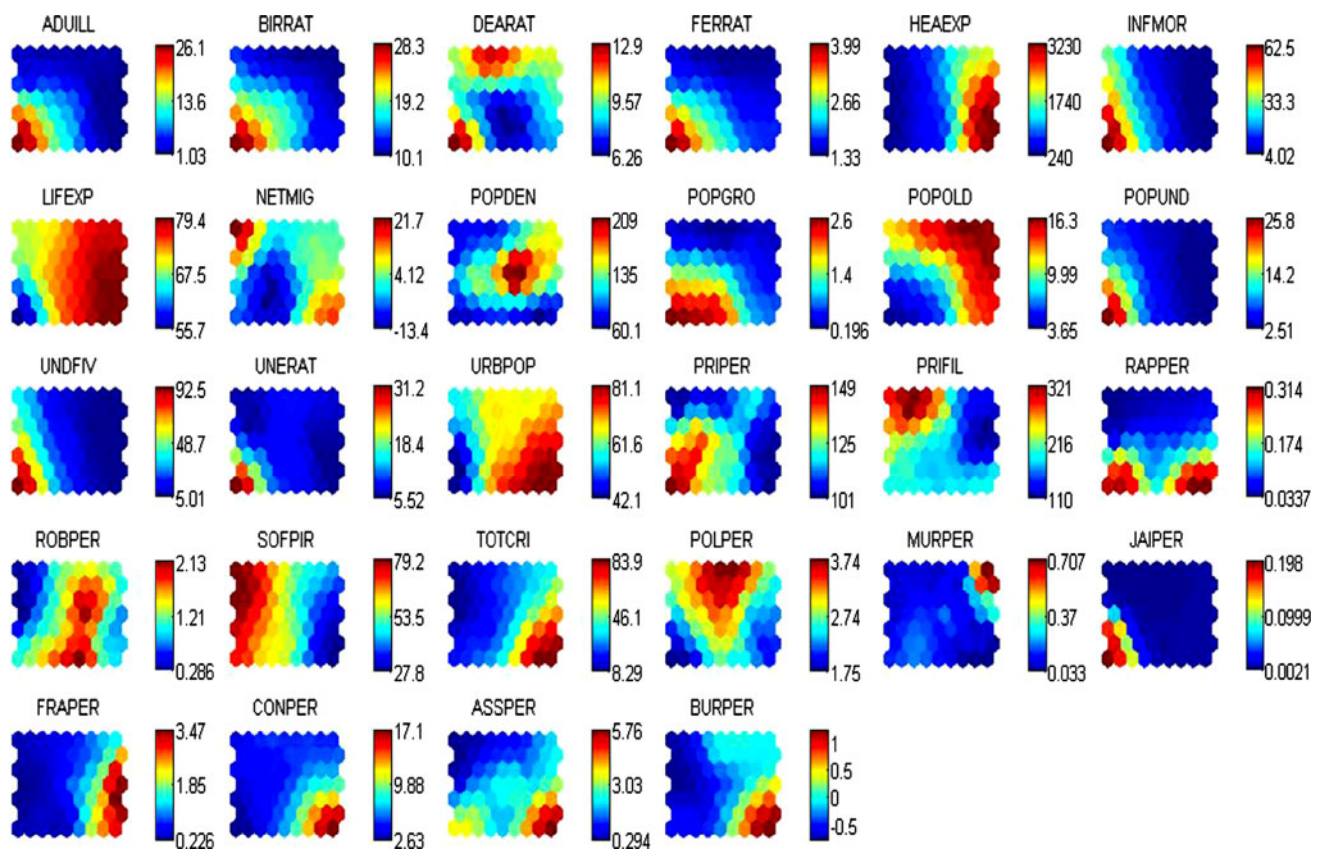 ADUILL BIRRAT DEARAT FERRAT HEAEXP INFMOR
26.1 28.3 12.9 3.99 3230 62.5
13.6 19.2 9.57 2.66 1740 33.3
1.03 10.1 6.26 1.33 240 4.02
LIFEXP NETMIG POPDEN POPGRO POPOLD POPUND
79.4 21.7 209 2.6 16.3 25.8
67.5 4.12 135 1.4 9.99 14.2
55.7 -13.4 60.1 0.196 3.65 2.51
UNDFIV UNERAT URBPOP PRIPER PRIFIL RAPPER
92.5 31.2 81.1 149 321 0.314
48.7 18.4 61.6 125 216 0.174
5.01 5.52 42.1 101 110 0.0337
ROBPER SOFPIR TOTCRI POLPER MURPER JAIPER
2.13 79.2 83.9 3.74 0.707 0.198
1.21 53.5 46.1 2.74 0.37 0.0999
0.286 27.8 8.29 1.75 0.033 0.0021
FRAPER CONPER ASSPER BURPER
3.47 17.1 5.76 1
1.85 9.88 3.03 0.5
0
0.226 2.63 0.294 -0.5